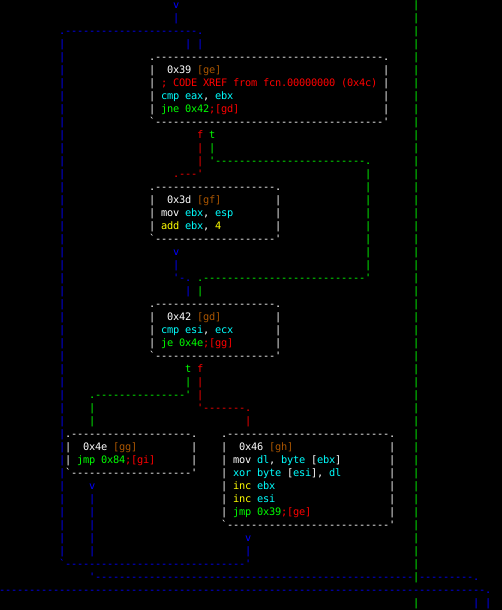 0x39 [ge]
; CODE XREF from fcn.00000000 (0x4c)
cmp eax, ebx
jne 0x42;[gd]
f t
0x3d [gf]
mov ebx, esp
add ebx, 4
v
0x42 [gd]
cmp esi, ecx
je 0x4e;[gg]
t f
0x4e [gg]
jmp 0x84;[gi]
v
0x46 [gh]
mov dl, byte [ebx]
xor byte [esi], dl
inc ebx
inc esi
jmp 0x39;[ge]
v